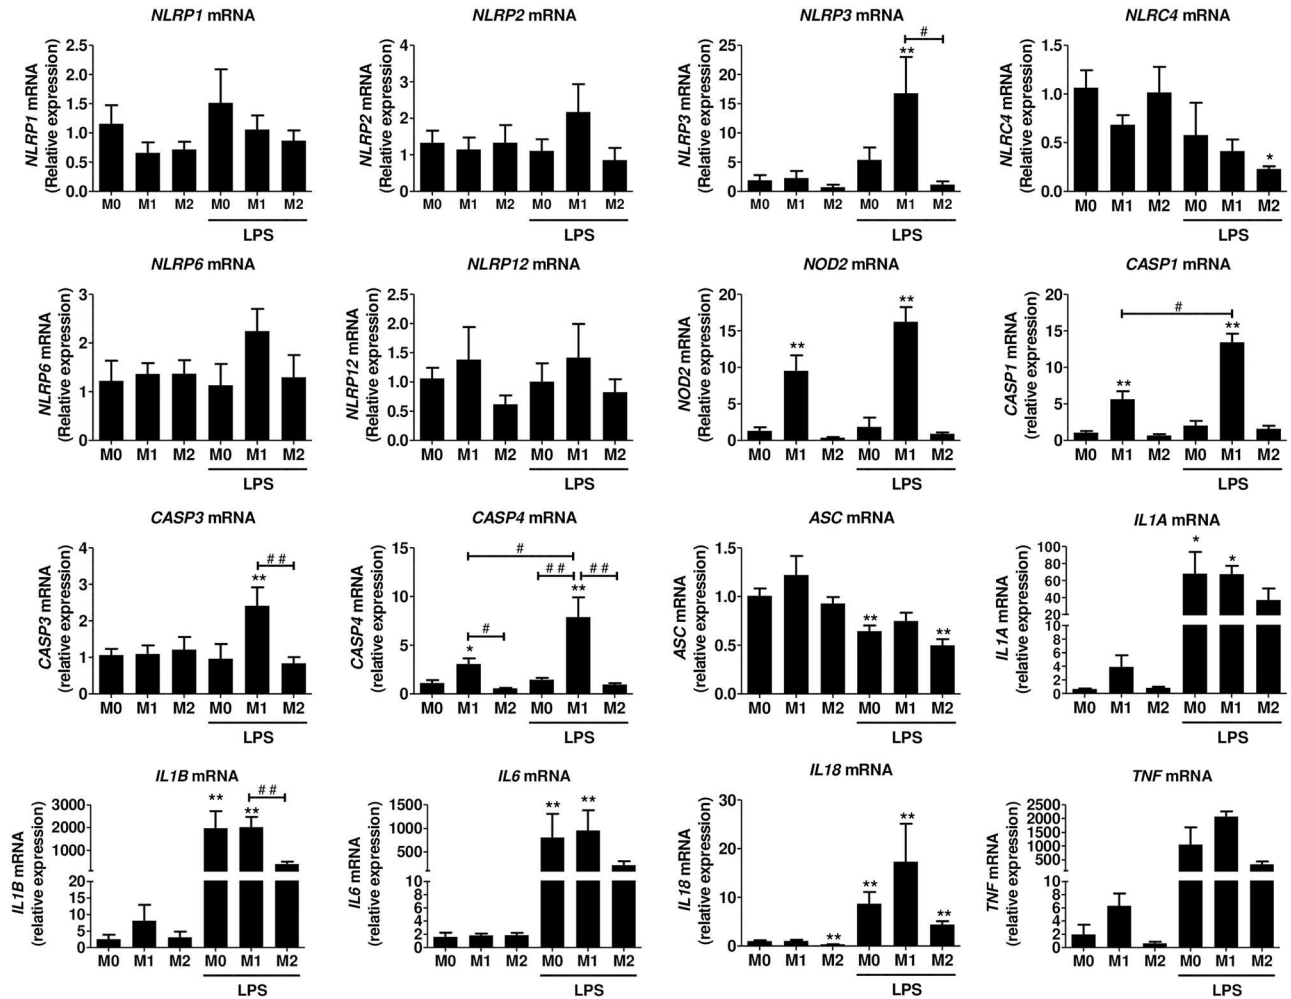 NLRP1 mRNA
NLRP1 mRNA
(Relative expression)
2.5
2.0
1.5
1.0
0.5
0.0
M0 M1 M2 M0 M1 M2
LPS
NLRP2 mRNA
NLRP2 mRNA
(Relative expression)
4
3
2
1
0
M0 M1 M2 M0 M1 M2
LPS
NLRP3 mRNA
NLRP3 mRNA
(Relative expression)
25
20
15
10
5
0
#
**
M0 M1 M2 M0 M1 M2
LPS
NLRC4 mRNA
NLRC4 mRNA
(Relative expression)
1.5
1.0
0.5
0.0
*
M0 M1 M2 M0 M1 M2
LPS
NLRP6 mRNA
NLRP6 mRNA
(Relative expression)
3
2
1
0
M0 M1 M2 M0 M1 M2
LPS
NLRP12 mRNA
NLRP12 mRNA
(Relative expression)
2.5
2.0
1.5
1.0
0.5
0.0
M0 M1 M2 M0 M1 M2
LPS
NOD2 mRNA
NOD2 mRNA
(Relative expression)
20
15
10
5
0
**
**
M0 M1 M2 M0 M1 M2
LPS
CASP1 mRNA
CASP1 mRNA
(relative expression)
20
15
10
5
0
#
**
**
M0 M1 M2 M0 M1 M2
LPS
CASP3 mRNA
CASP3 mRNA
(relative expression)
4
3
2
1
0
# #
**
M0 M1 M2 M0 M1 M2
LPS
CASP4 mRNA
CASP4 mRNA
(relative expression)
15
10
5
0
#
# # # #
**
#
*
M0 M1 M2 M0 M1 M2
LPS
ASC mRNA
ASC mRNA
(relative expression)
1.5
1.0
0.5
0.0
** **
M0 M1 M2 M0 M1 M2
LPS
IL1A mRNA
IL1A mRNA
(relative expression)
100
80
60
40
20
10
8
6
4
2
0
* *
M0 M1 M2 M0 M1 M2
LPS
IL1B mRNA
IL1B mRNA
(relative expression)
3000
2000
1000
20
15
10
5
0
# #
** **
M0 M1 M2 M0 M1 M2
LPS
IL6 mRNA
IL6 mRNA
(relative expression)
1500
1000
500
10
8
6
4
2
0
** **
M0 M1 M2 M0 M1 M2
LPS
IL18 mRNA
IL18 mRNA
(relative expression)
30
20
10
0
** ** ** **
M0 M1 M2 M0 M1 M2
LPS
TNF mRNA
TNF mRNA
(relative expression)
2500
2000
1500
1000
500
10
8
6
4
2
0
M0 M1 M2 M0 M1 M2
LPS